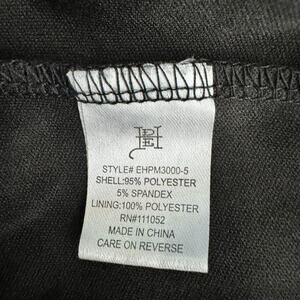 STYLE# EHPM3000-5
SHELL:95% POLYESTER
5% SPANDEX
LINING:100% POLYESTER
RN#111052
MADE IN CHINA
CARE ON REVERSE